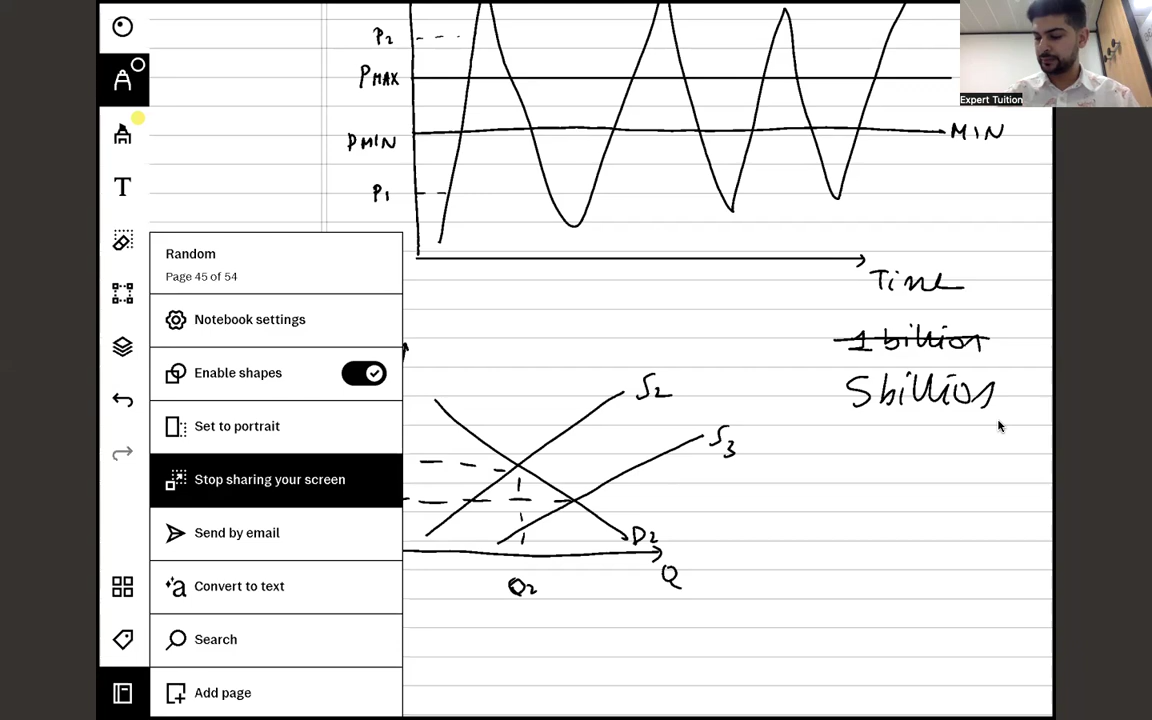 P2
PMAX
PMIN
MIN
P1
Time
1 billion
5 billion
S2
S3
D2
Q
Q2
Expert Tuition
T
Random
Page 45 of 54
Notebook settings
Enable shapes
Set to portrait
Stop sharing your screen
Send by email
Convert to text
Search
Add page